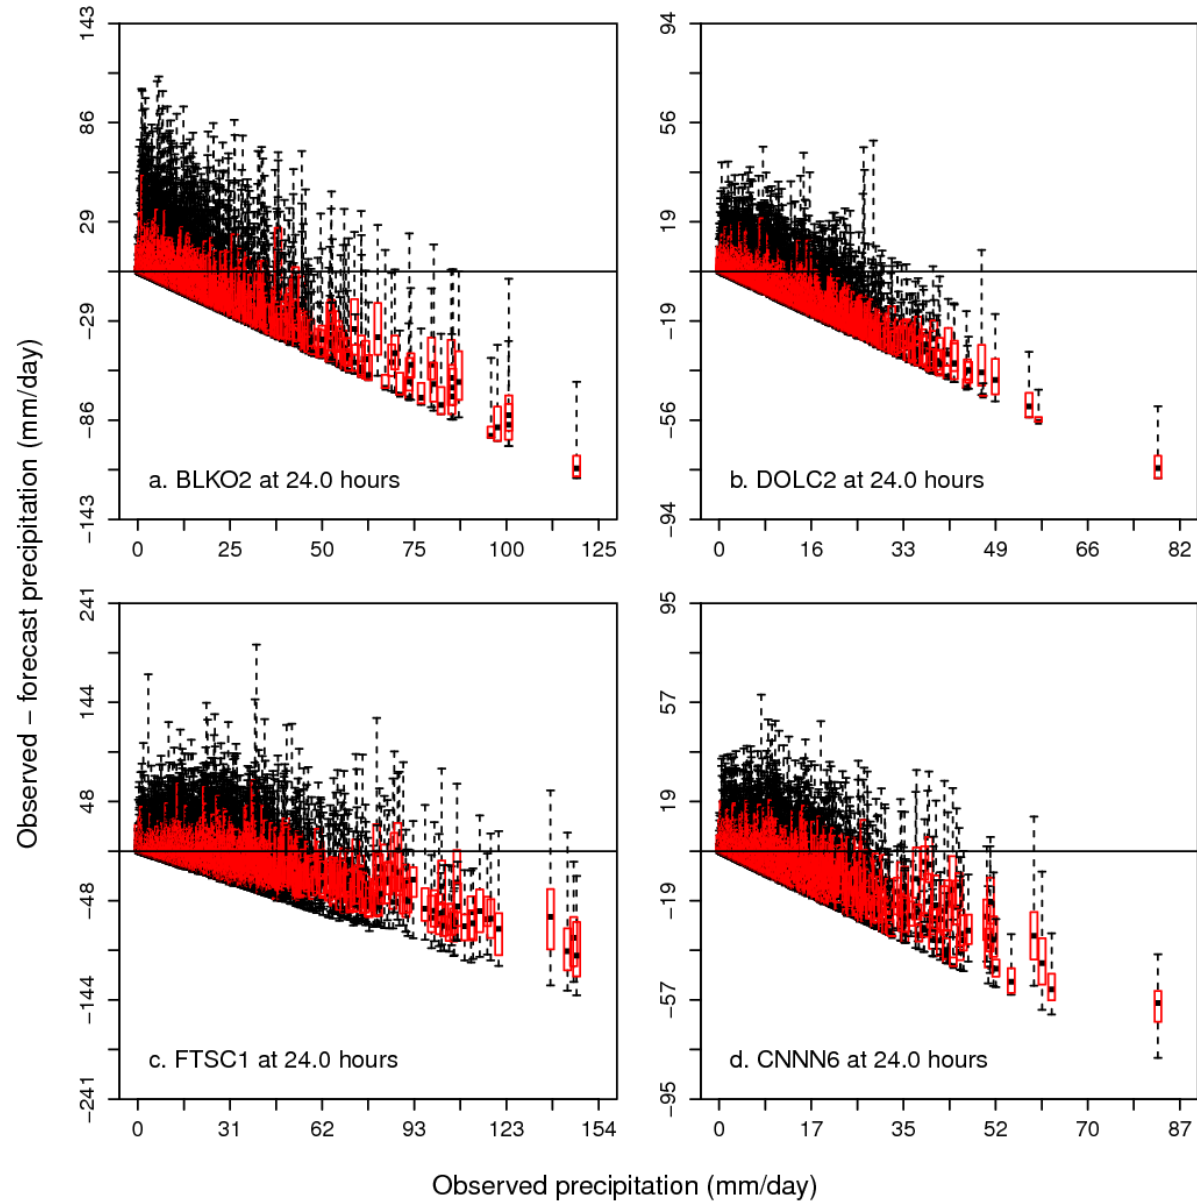 143
86
29
−29
−86
−143
a. BLKO2 at 24.0 hours
0 25 50 75 100 125
94
56
19
−19
−56
−94
b. DOLC2 at 24.0 hours
0 16 33 49 66 82
Observed − forecast precipitation (mm/day)
241
144
48
−48
−144
−241
c. FTSC1 at 24.0 hours
0 31 62 93 123 154
95
57
19
−19
−57
−95
d. CNNN6 at 24.0 hours
0 17 35 52 70 87
Observed precipitation (mm/day)